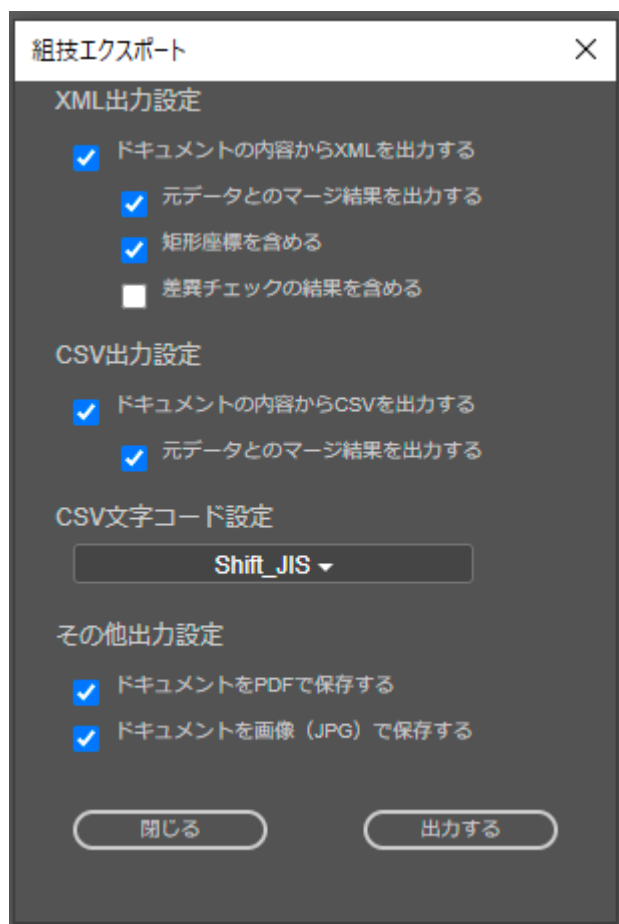 組技エクスポート
XML出力設定
ドキュメントの内容からXMLを出力する
元データとのマージ結果を出力する
矩形座標を含める
差異チェックの結果を含める
CSV出力設定
ドキュメントの内容からCSVを出力する
元データとのマージ結果を出力する
CSV文字コード設定
Shift_JIS
その他出力設定
ドキュメントをPDFで保存する
ドキュメントを画像（JPG）で保存する
閉じる 出力する